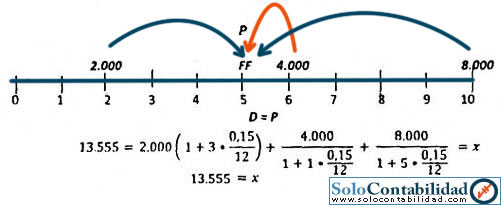 P
2.000 FF 4.000 8.000
0 1 2 3 4 5 6 7 8 9 10
D = P
13.555 = 2.000 ( 1 + 3 * 0,15/12 ) + 4.000 / 1 + 1 * 0,15/12 + 8.000 / 1 + 5 * 0,15/12 = x
13.555 = x
SoloContabilidad
www.solocontabilidad.com